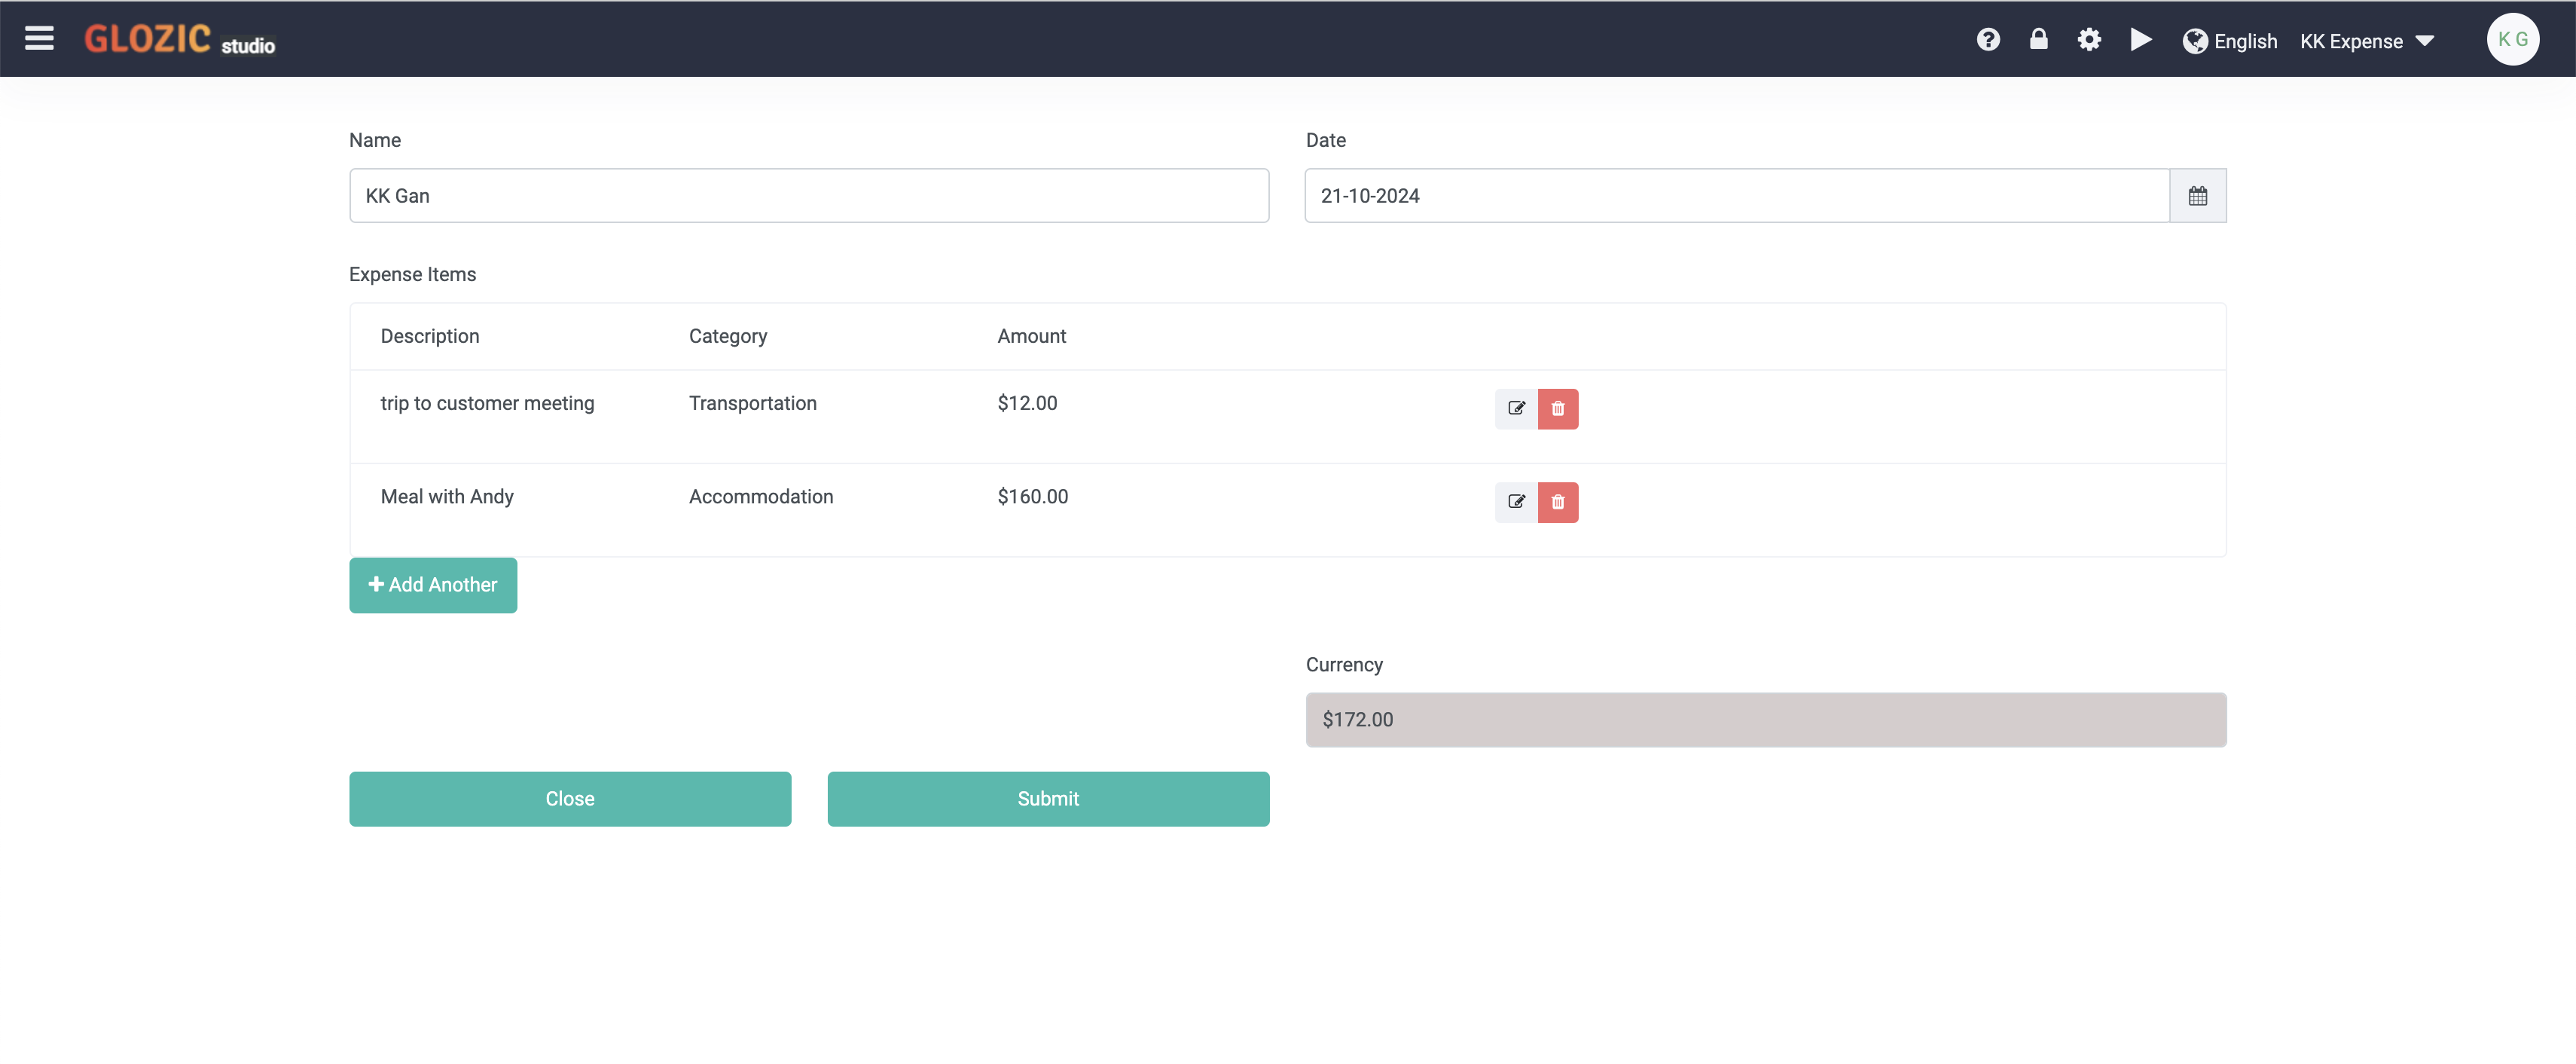 GLOZIC studio
English KK Expense K G
Name Date
KK Gan 21-10-2024
Expense Items
Description Category Amount
trip to customer meeting Transportation $12.00
Meal with Andy Accommodation $160.00
Add Another
Currency
$172.00
Close Submit